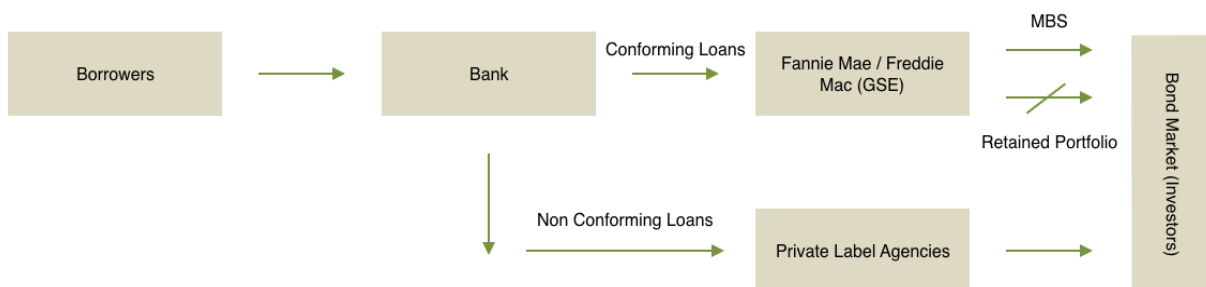 MBS
Borrowers
Bank
Conforming Loans
Fannie Mae / Freddie
Mac (GSE)
Retained Portfolio
Bond Market (Investors)
Non Conforming Loans
Private Label Agencies